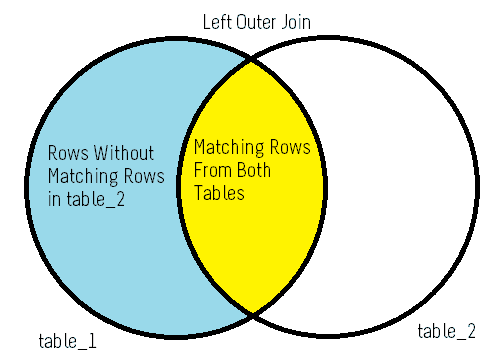 Left Outer Join
Rows Without
Matching Rows
in table_2
Matching Rows
From Both
Tables
table_1
table_2